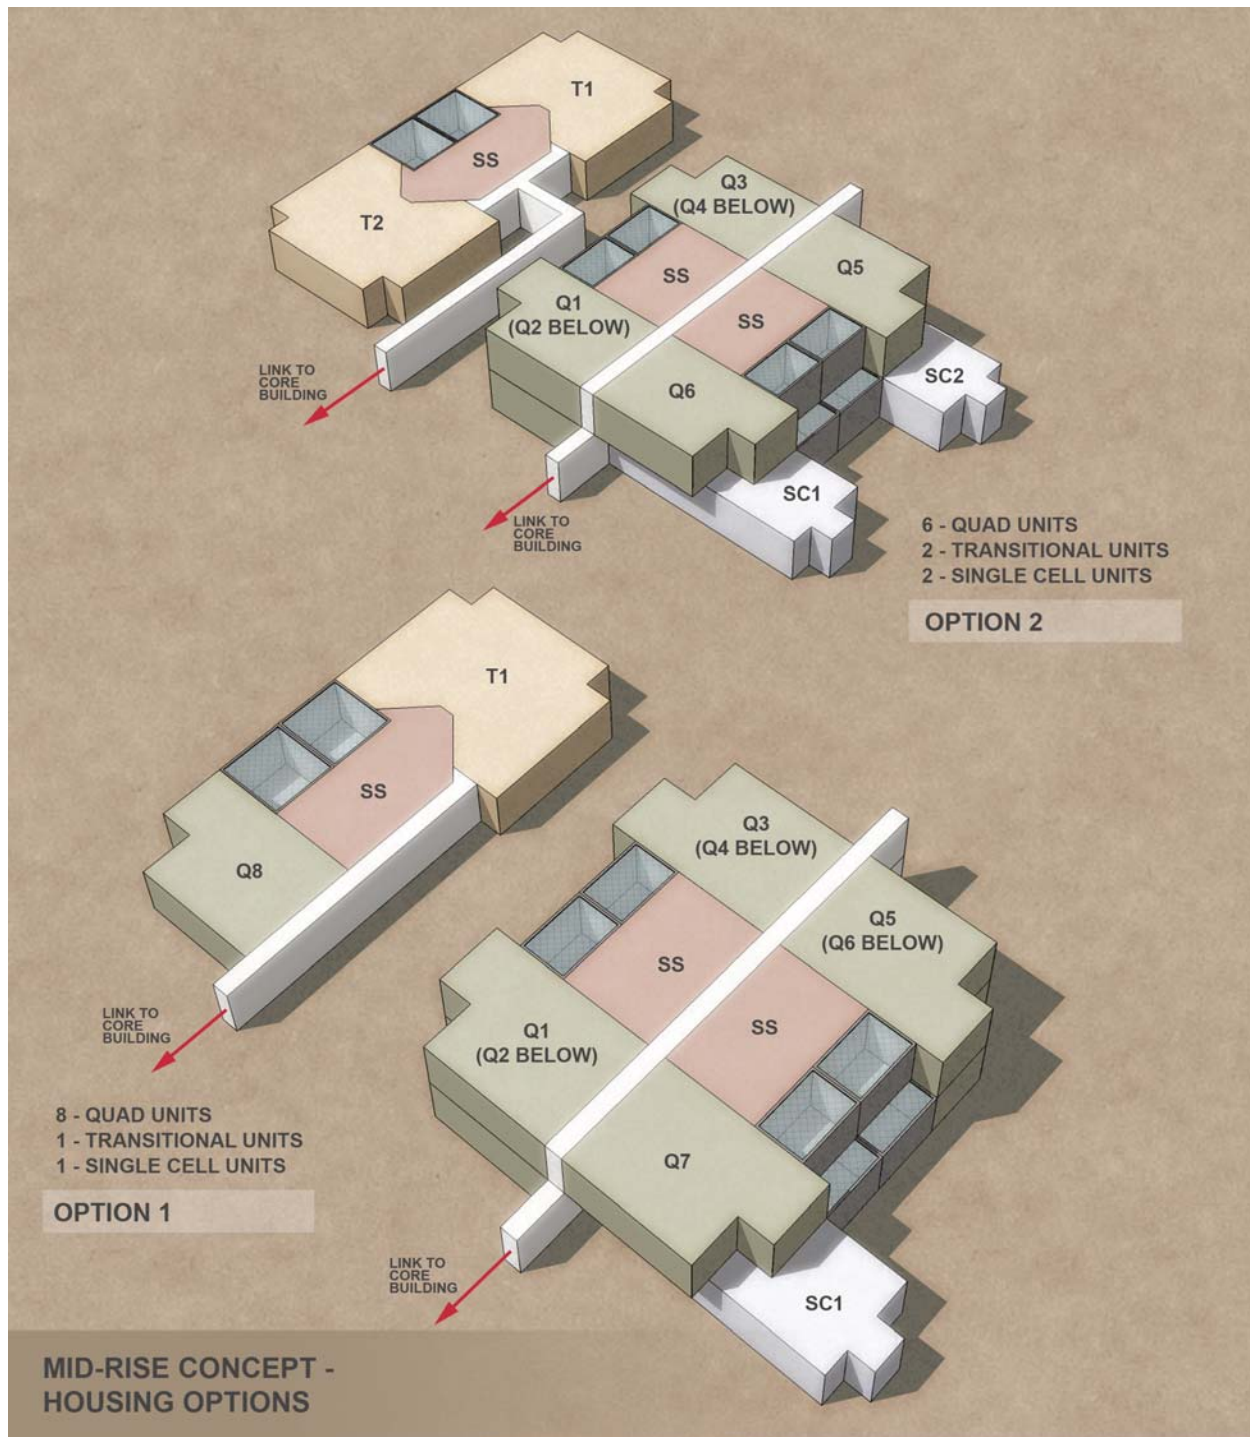 T1
SS
T2
Q3
(Q4 BELOW)
SS
Q5
Q1
(Q2 BELOW)
SS
Q6
SC2
SC1
LINK TO
CORE
BUILDING
LINK TO
CORE
BUILDING
6 - QUAD UNITS
2 - TRANSITIONAL UNITS
2 - SINGLE CELL UNITS
OPTION 2
T1
SS
Q8
LINK TO
CORE
BUILDING
Q3
(Q4 BELOW)
Q5
(Q6 BELOW)
SS
SS
Q1
(Q2 BELOW)
Q7
SC1
LINK TO
CORE
BUILDING
8 - QUAD UNITS
1 - TRANSITIONAL UNITS
1 - SINGLE CELL UNITS
OPTION 1
MID-RISE CONCEPT -
HOUSING OPTIONS